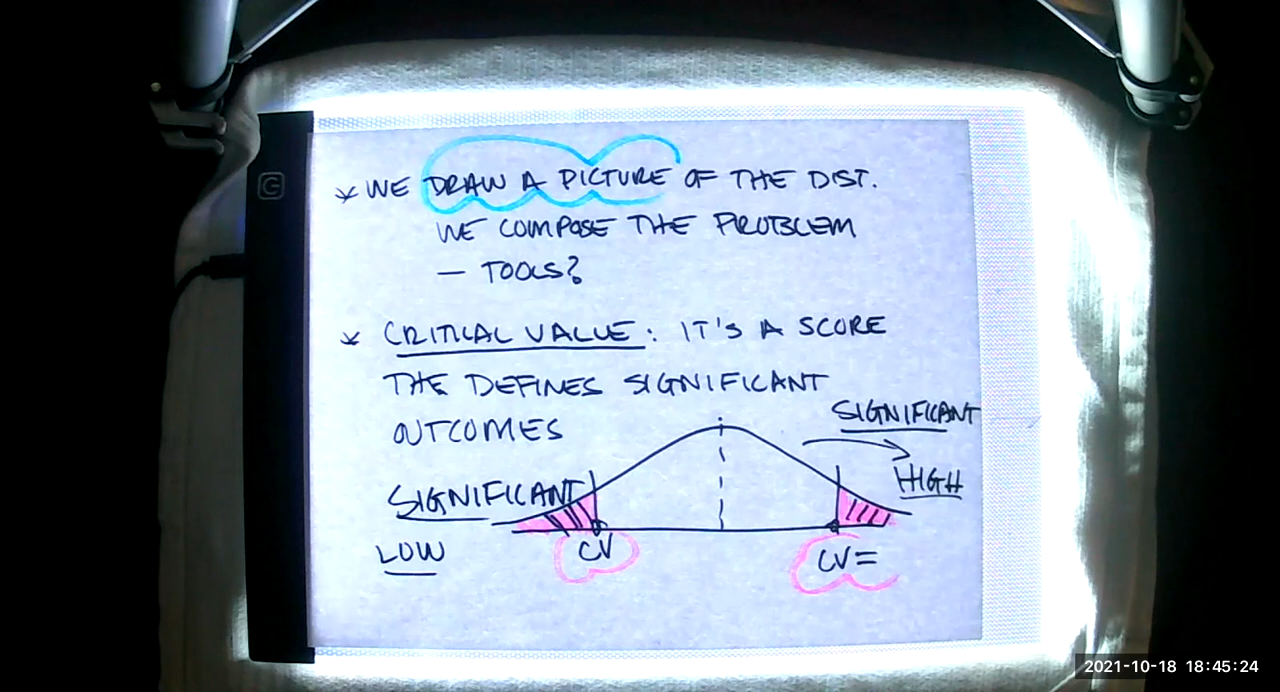 * WE DRAW A PICTURE OF THE DIST.
WE COMPOSE THE PROBLEM
— TOOLS?
* CRITICAL VALUE: IT'S A SCORE
THE DEFINES SIGNIFICANT
OUTCOMES
SIGNIFICANT
HIGH
SIGNIFICANT
LOW
CV
CV=
2021-10-18 18:45:24